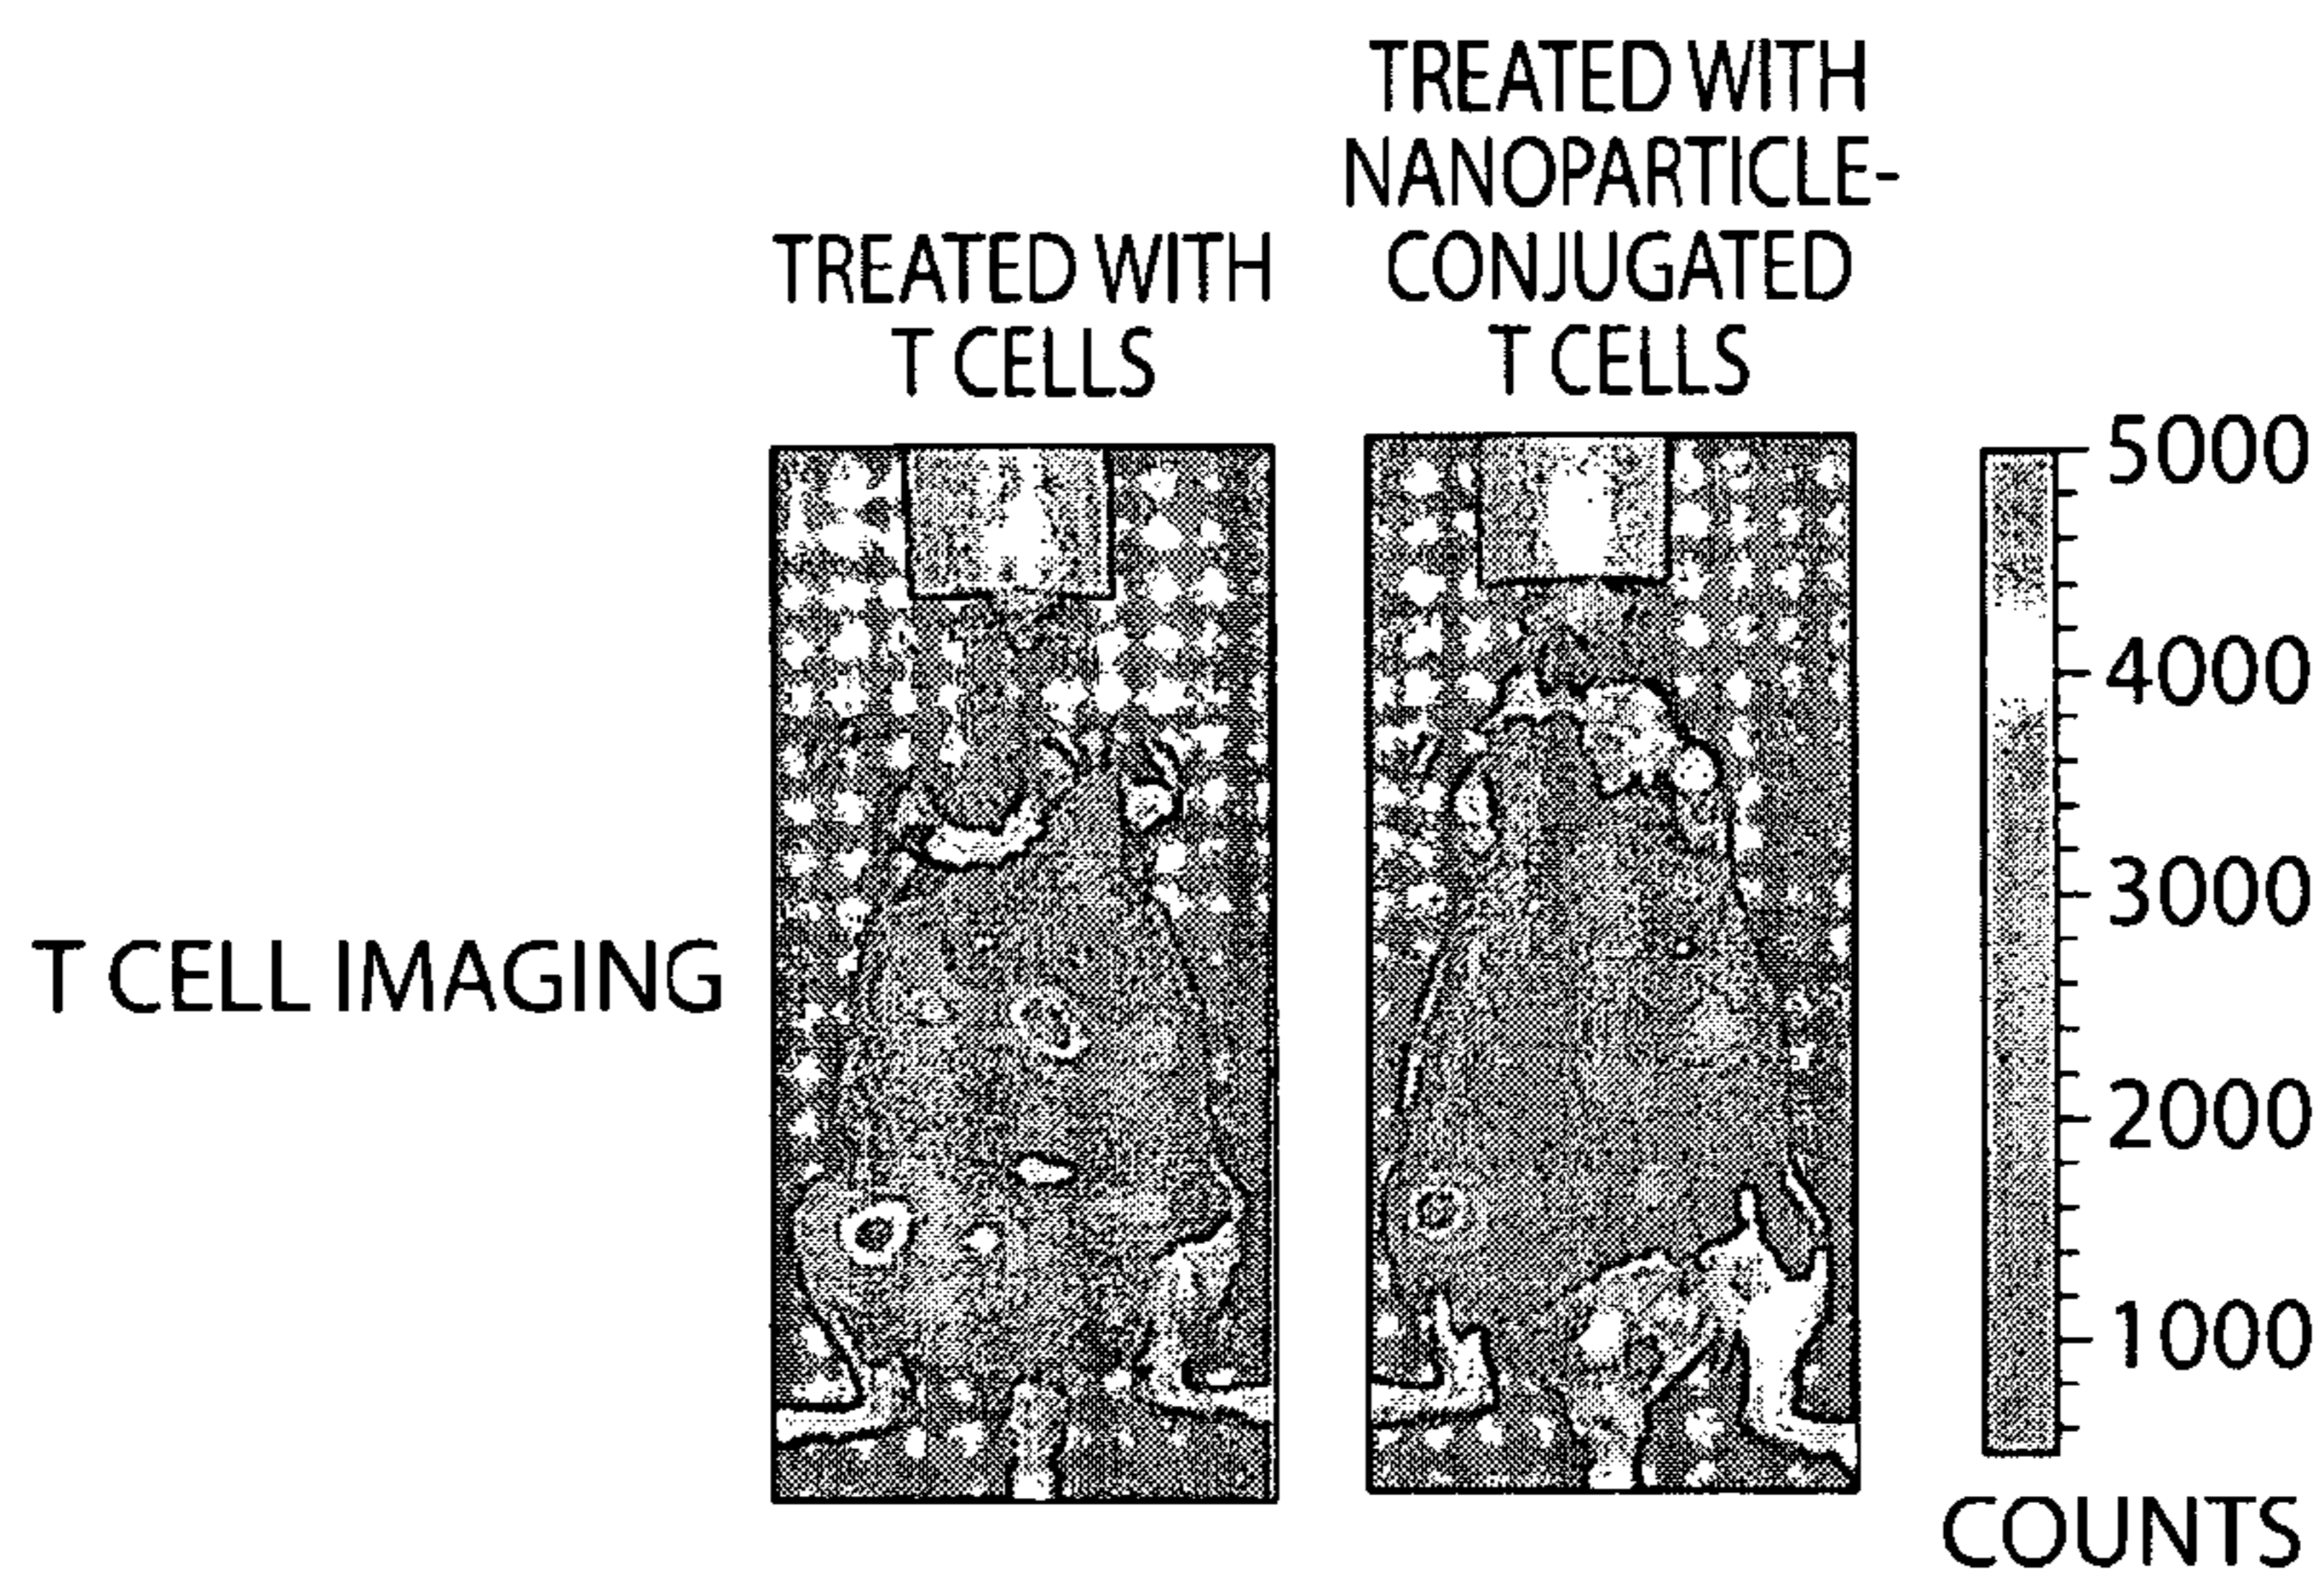 TREATED WITH
T CELLS
TREATED WITH
NANOPARTICLE-
CONJUGATED
T CELLS
T CELL IMAGING
5000
4000
3000
2000
1000
COUNTS